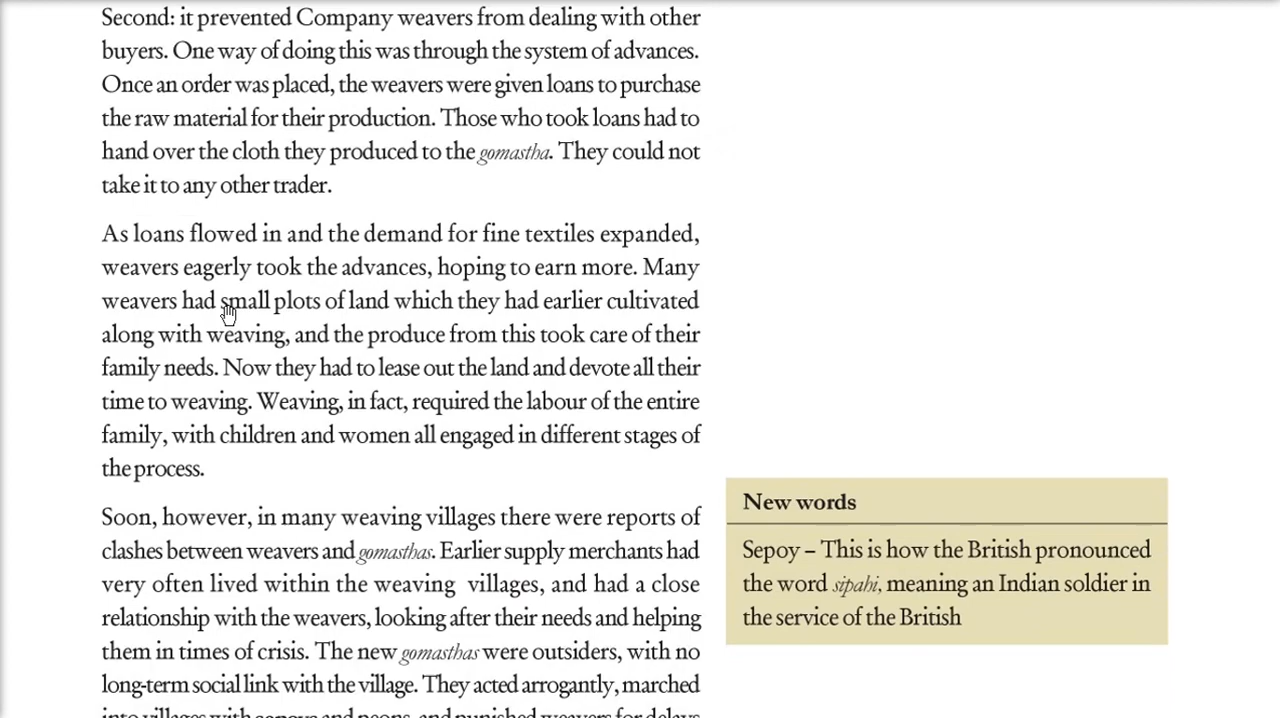 Second: it prevented Company weavers from dealing with other
buyers. One way of doing this was through the system of advances.
Once an order was placed, the weavers were given loans to purchase
the raw material for their production. Those who took loans had to
hand over the cloth they produced to the gomastha. They could not
take it to any other trader.
As loans flowed in and the demand for fine textiles expanded,
weavers eagerly took the advances, hoping to earn more. Many
weavers had small plots of land which they had earlier cultivated
along with weaving, and the produce from this took care of their
family needs. Now they had to lease out the land and devote all their
time to weaving. Weaving, in fact, required the labour of the entire
family, with children and women all engaged in different stages of
the process.
Soon, however, in many weaving villages there were reports of
clashes between weavers and gomasthas. Earlier supply merchants had
very often lived within the weaving villages, and had a close
relationship with the weavers, looking after their needs and helping
them in times of crisis. The new gomasthas were outsiders, with no
long-term social link with the village. They acted arrogantly, marched
into villages with sepoys and peons, and punished weavers for delays
New words
Sepoy – This is how the British pronounced
the word sipahi, meaning an Indian soldier in
the service of the British